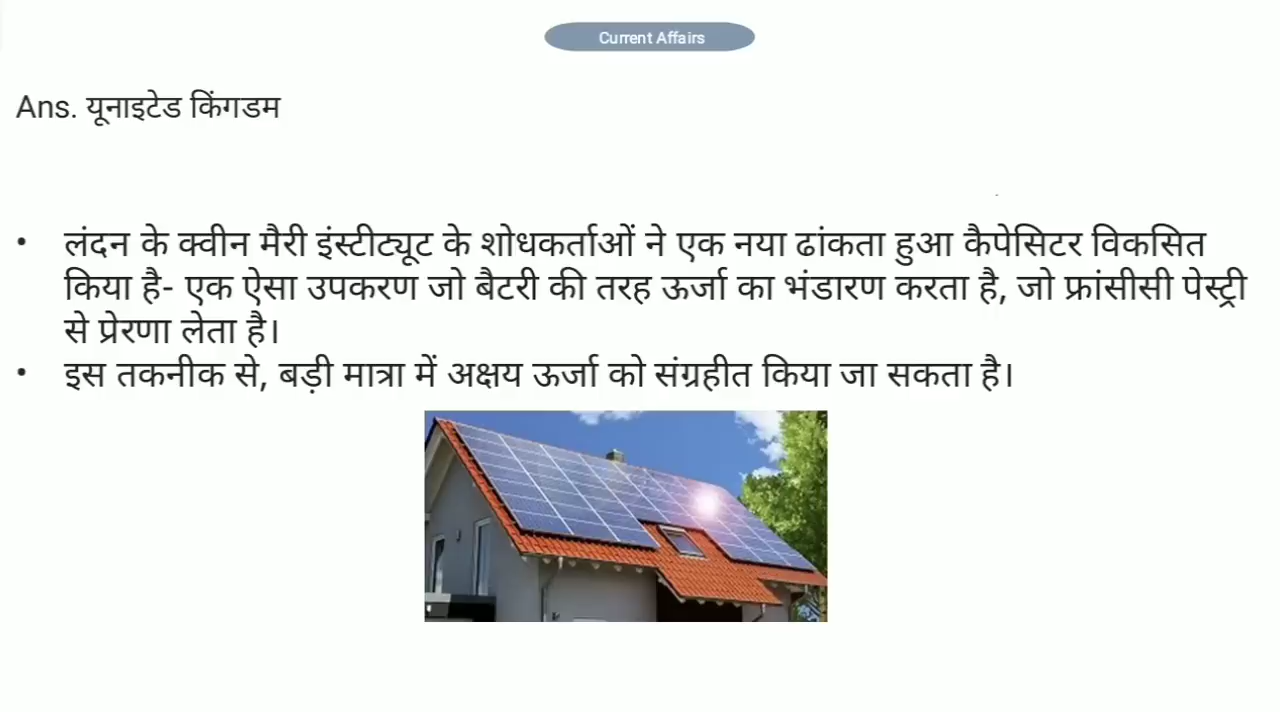 Current Affairs
Ans. यूनाइटेड किंगडम
• लंदन के क्वीन मैरी इंस्टीट्यूट के शोधकर्ताओं ने एक नया ढांकता हुआ कैपेसिटर विकसित
किया है- एक ऐसा उपकरण जो बैटरी की तरह ऊर्जा का भंडारण करता है, जो फ्रांसीसी पेस्ट्री
से प्रेरणा लेता है।
• इस तकनीक से, बड़ी मात्रा में अक्षय ऊर्जा को संग्रहीत किया जा सकता है।